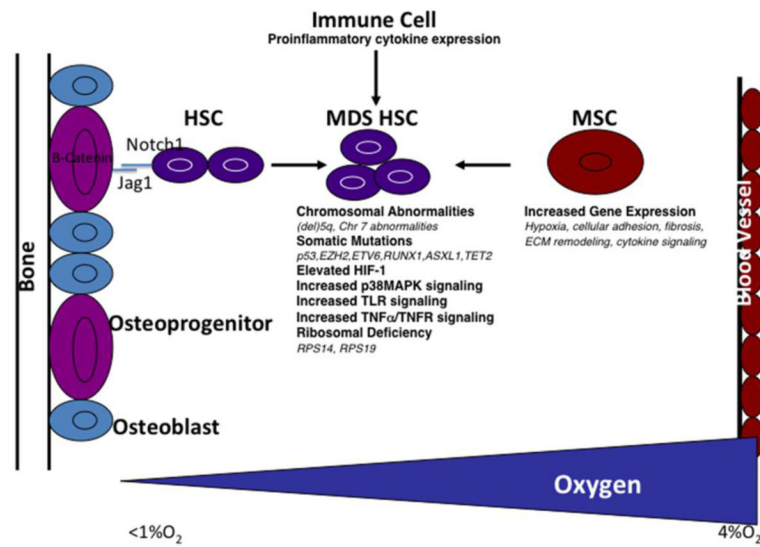 Immune Cell
Proinflammatory cytokine expression
HSC
MDS HSC
MSC
Notch1
B-Catenin
Jag1
Chromosomal Abnormalities
(del)5q, Chr 7 abnormalities
Somatic Mutations
p53,EZH2,ETV6,RUNX1,ASXL1,TET2
Elevated HIF-1
Increased p38MAPK signaling
Increased TLR signaling
Increased TNFα/TNFR signaling
Ribosomal Deficiency
RPS14, RPS19
Increased Gene Expression
Hypoxia, cellular adhesion, fibrosis,
ECM remodeling, cytokine signaling
Bone
Blood Vessel
Osteoprogenitor
Osteoblast
Oxygen
<1%O₂
4%O₂